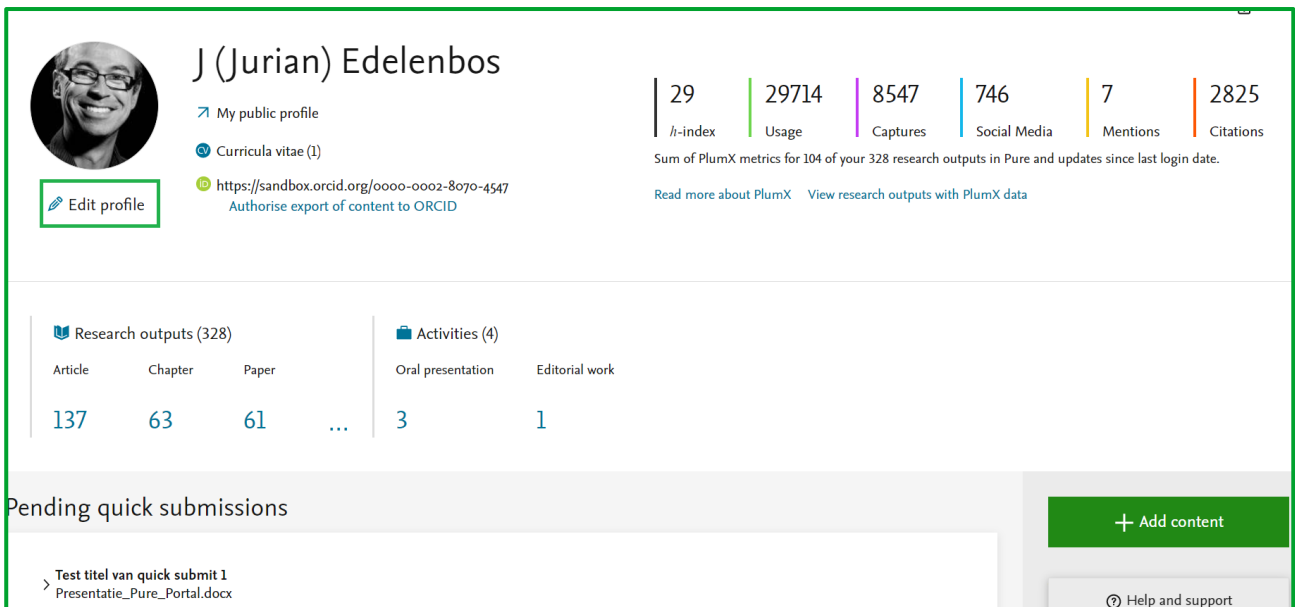 J (Jurian) Edelenbos
My public profile
CV Curricula vitae (1)
iD https://sandbox.orcid.org/0000-0002-8070-4547
Authorise export of content to ORCID
Edit profile
29 29714 8547 746 7 2825
h-index Usage Captures Social Media Mentions Citations
Sum of PlumX metrics for 104 of your 328 research outputs in Pure and updates since last login date.
Read more about PlumX View research outputs with PlumX data
Research outputs (328)
Article Chapter Paper
137 63 61 ...
Activities (4)
Oral presentation Editorial work
3 1
Pending quick submissions
Test titel van quick submit 1
Presentatie_Pure_Portal.docx
+ Add content
? Help and support